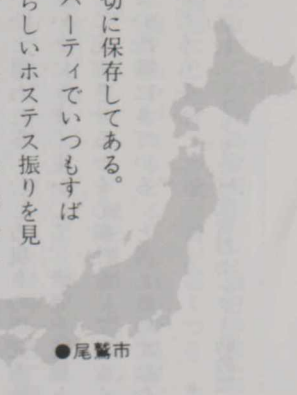 切に保存してある。
パーティでいつもすば
らしいホステス振りを見
●尾鷲市